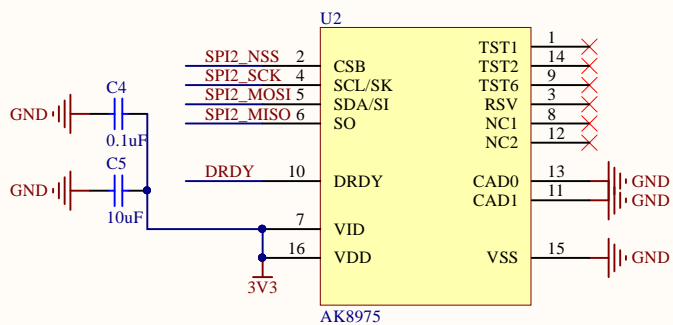 U2
SPI2_NSS 2 CSB
SPI2_SCK 4 SCL/SK
SPI2_MOSI 5 SDA/SI
SPI2_MISO 6 SO
DRDY 10 DRDY
7 VID
16 VDD
3V3
TST1 1
TST2 14
TST6 9
RSV 3
NC1 8
NC2 12
CAD0 13 GND
CAD1 11 GND
VSS 15 GND
AK8975
C4
GND
0.1uF
C5
GND
10uF